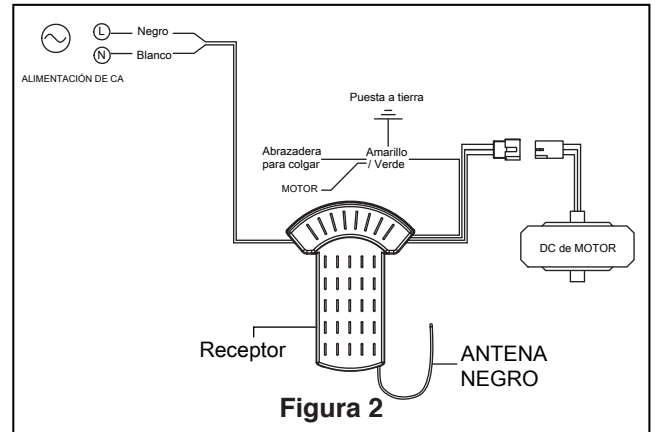 L
Negro
N
Blanco
ALIMENTACIÓN DE CA
Puesta a tierra
Abrazadera
para colgar
Amarillo
/ Verde
MOTOR
DC de MOTOR
Receptor
ANTENA
NEGRO
Figura 2